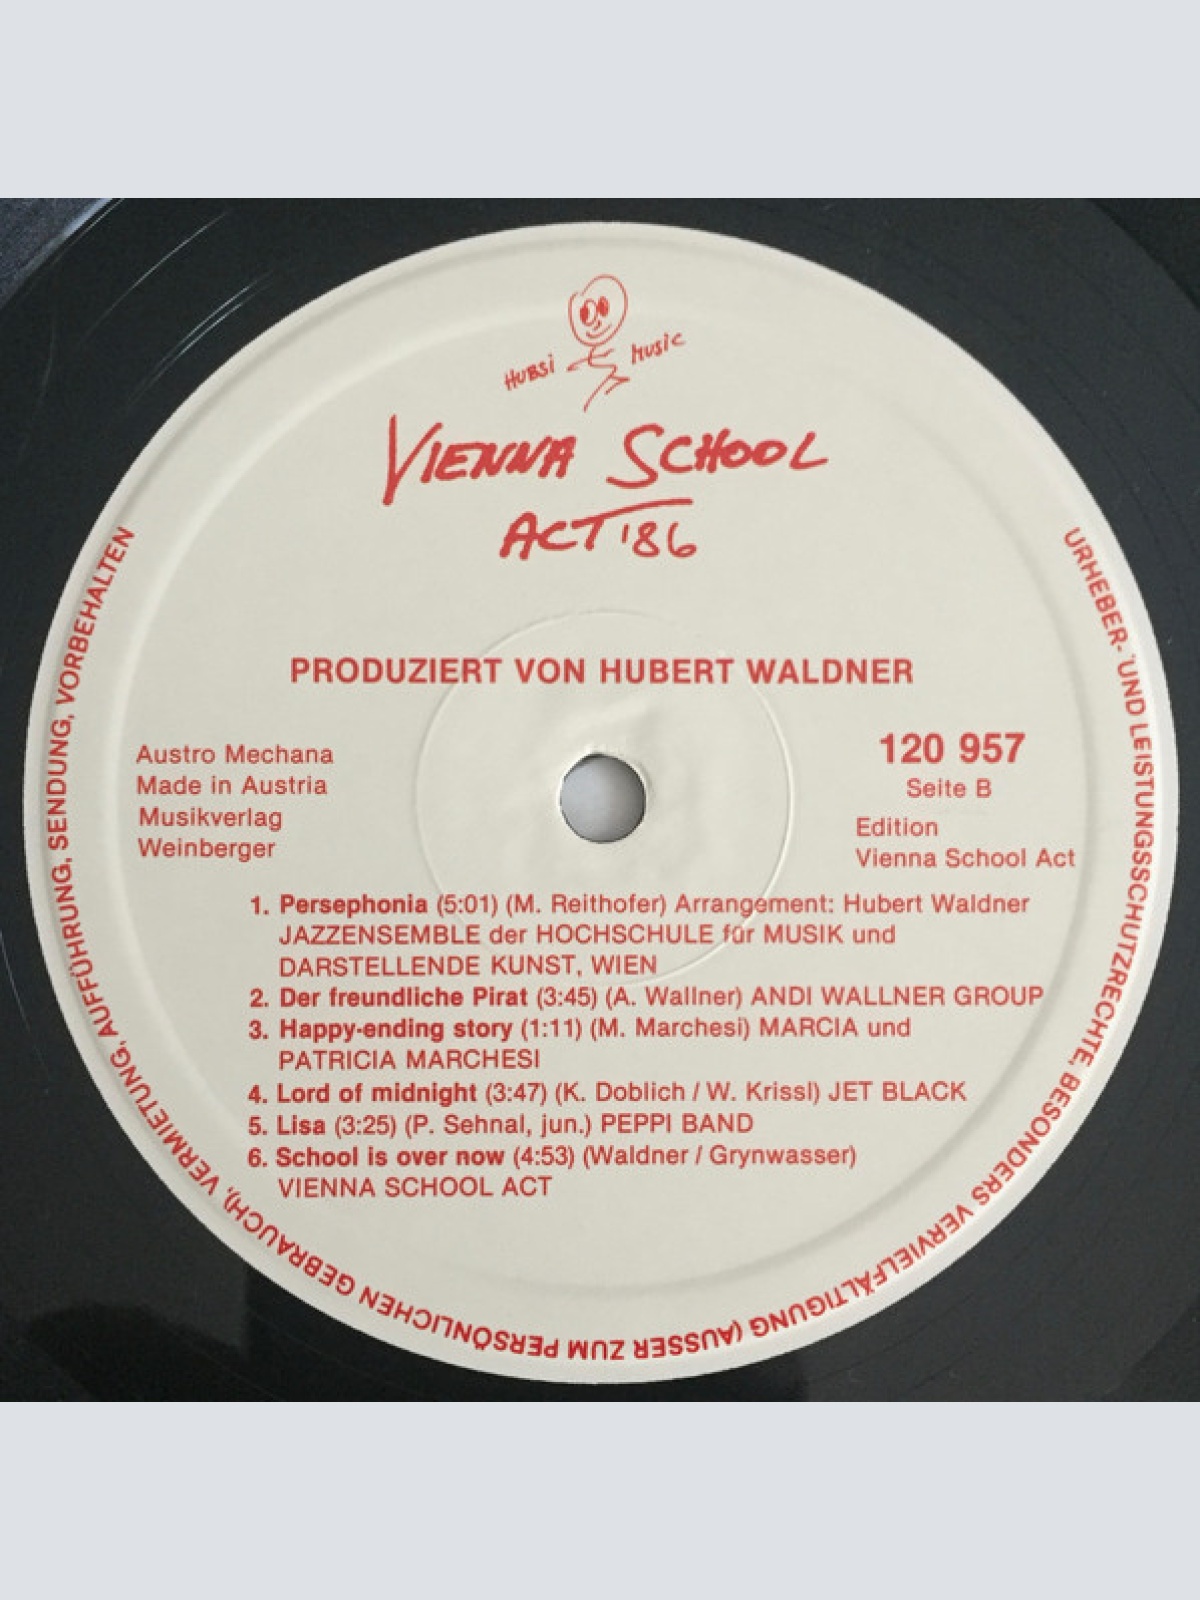 HUBSI MUSIC
VIENNA SCHOOL
ACT '86
PRODUZIERT VON HUBERT WALDNER
Austro Mechana
Made in Austria
Musikverlag
Weinberger
120 957
Seite B
Edition
Vienna School Act
1. Persephonia (5:01) (M. Reithofer) Arrangement: Hubert Waldner
JAZZENSEMBLE der HOCHSCHULE für MUSIK und
DARSTELLENDE KUNST, WIEN
2. Der freundliche Pirat (3:45) (A. Wallner) ANDI WALLNER GROUP
3. Happy-ending story (1:11) (M. Marchesi) MARCIA und
PATRICIA MARCHESI
4. Lord of midnight (3:47) (K. Doblich / W. Krissl) JET BLACK
5. Lisa (3:25) (P. Sehnal, jun.) PEPPI BAND
6. School is over now (4:53) (Waldner / Grynwasser)
VIENNA SCHOOL ACT
URHEBER- UND LEISTUNGSSCHUTZRECHTE, BESONDERS VERVIELFÄLTIGUNG (AUSSER ZUM PERSÖNLICHEN GEBRAUCH), VERMIETUNG, AUFFÜHRUNG, SENDUNG, VORBEHALTEN